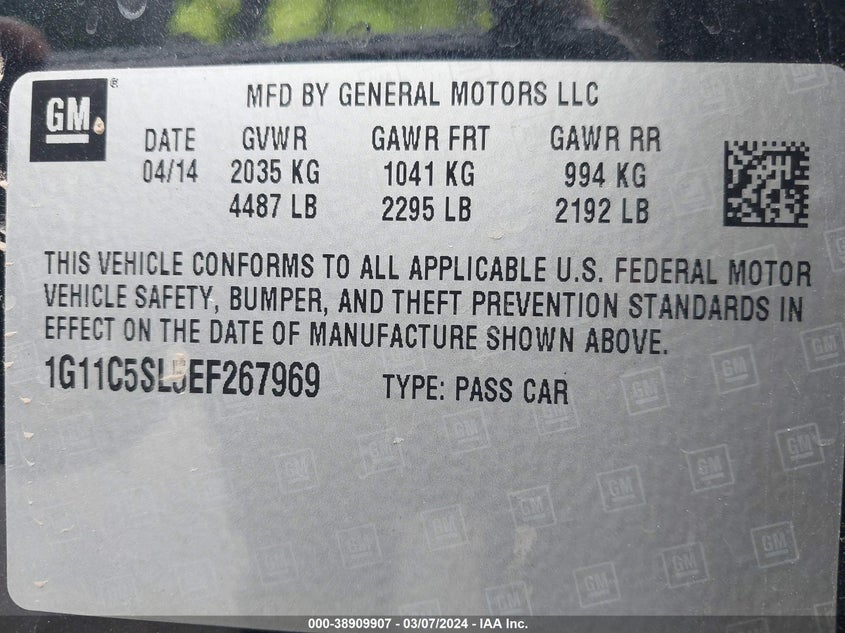 GM ®
MFD BY GENERAL MOTORS LLC
DATE GVWR GAWR FRT GAWR RR
04/14 2035 KG 1041 KG 994 KG
4487 LB 2295 LB 2192 LB
THIS VEHICLE CONFORMS TO ALL APPLICABLE U.S. FEDERAL MOTOR
VEHICLE SAFETY, BUMPER, AND THEFT PREVENTION STANDARDS IN
EFFECT ON THE DATE OF MANUFACTURE SHOWN ABOVE.
1G11C5SL5EF267969 TYPE: PASS CAR
000-38909907 - 03/07/2024 - IAA Inc.